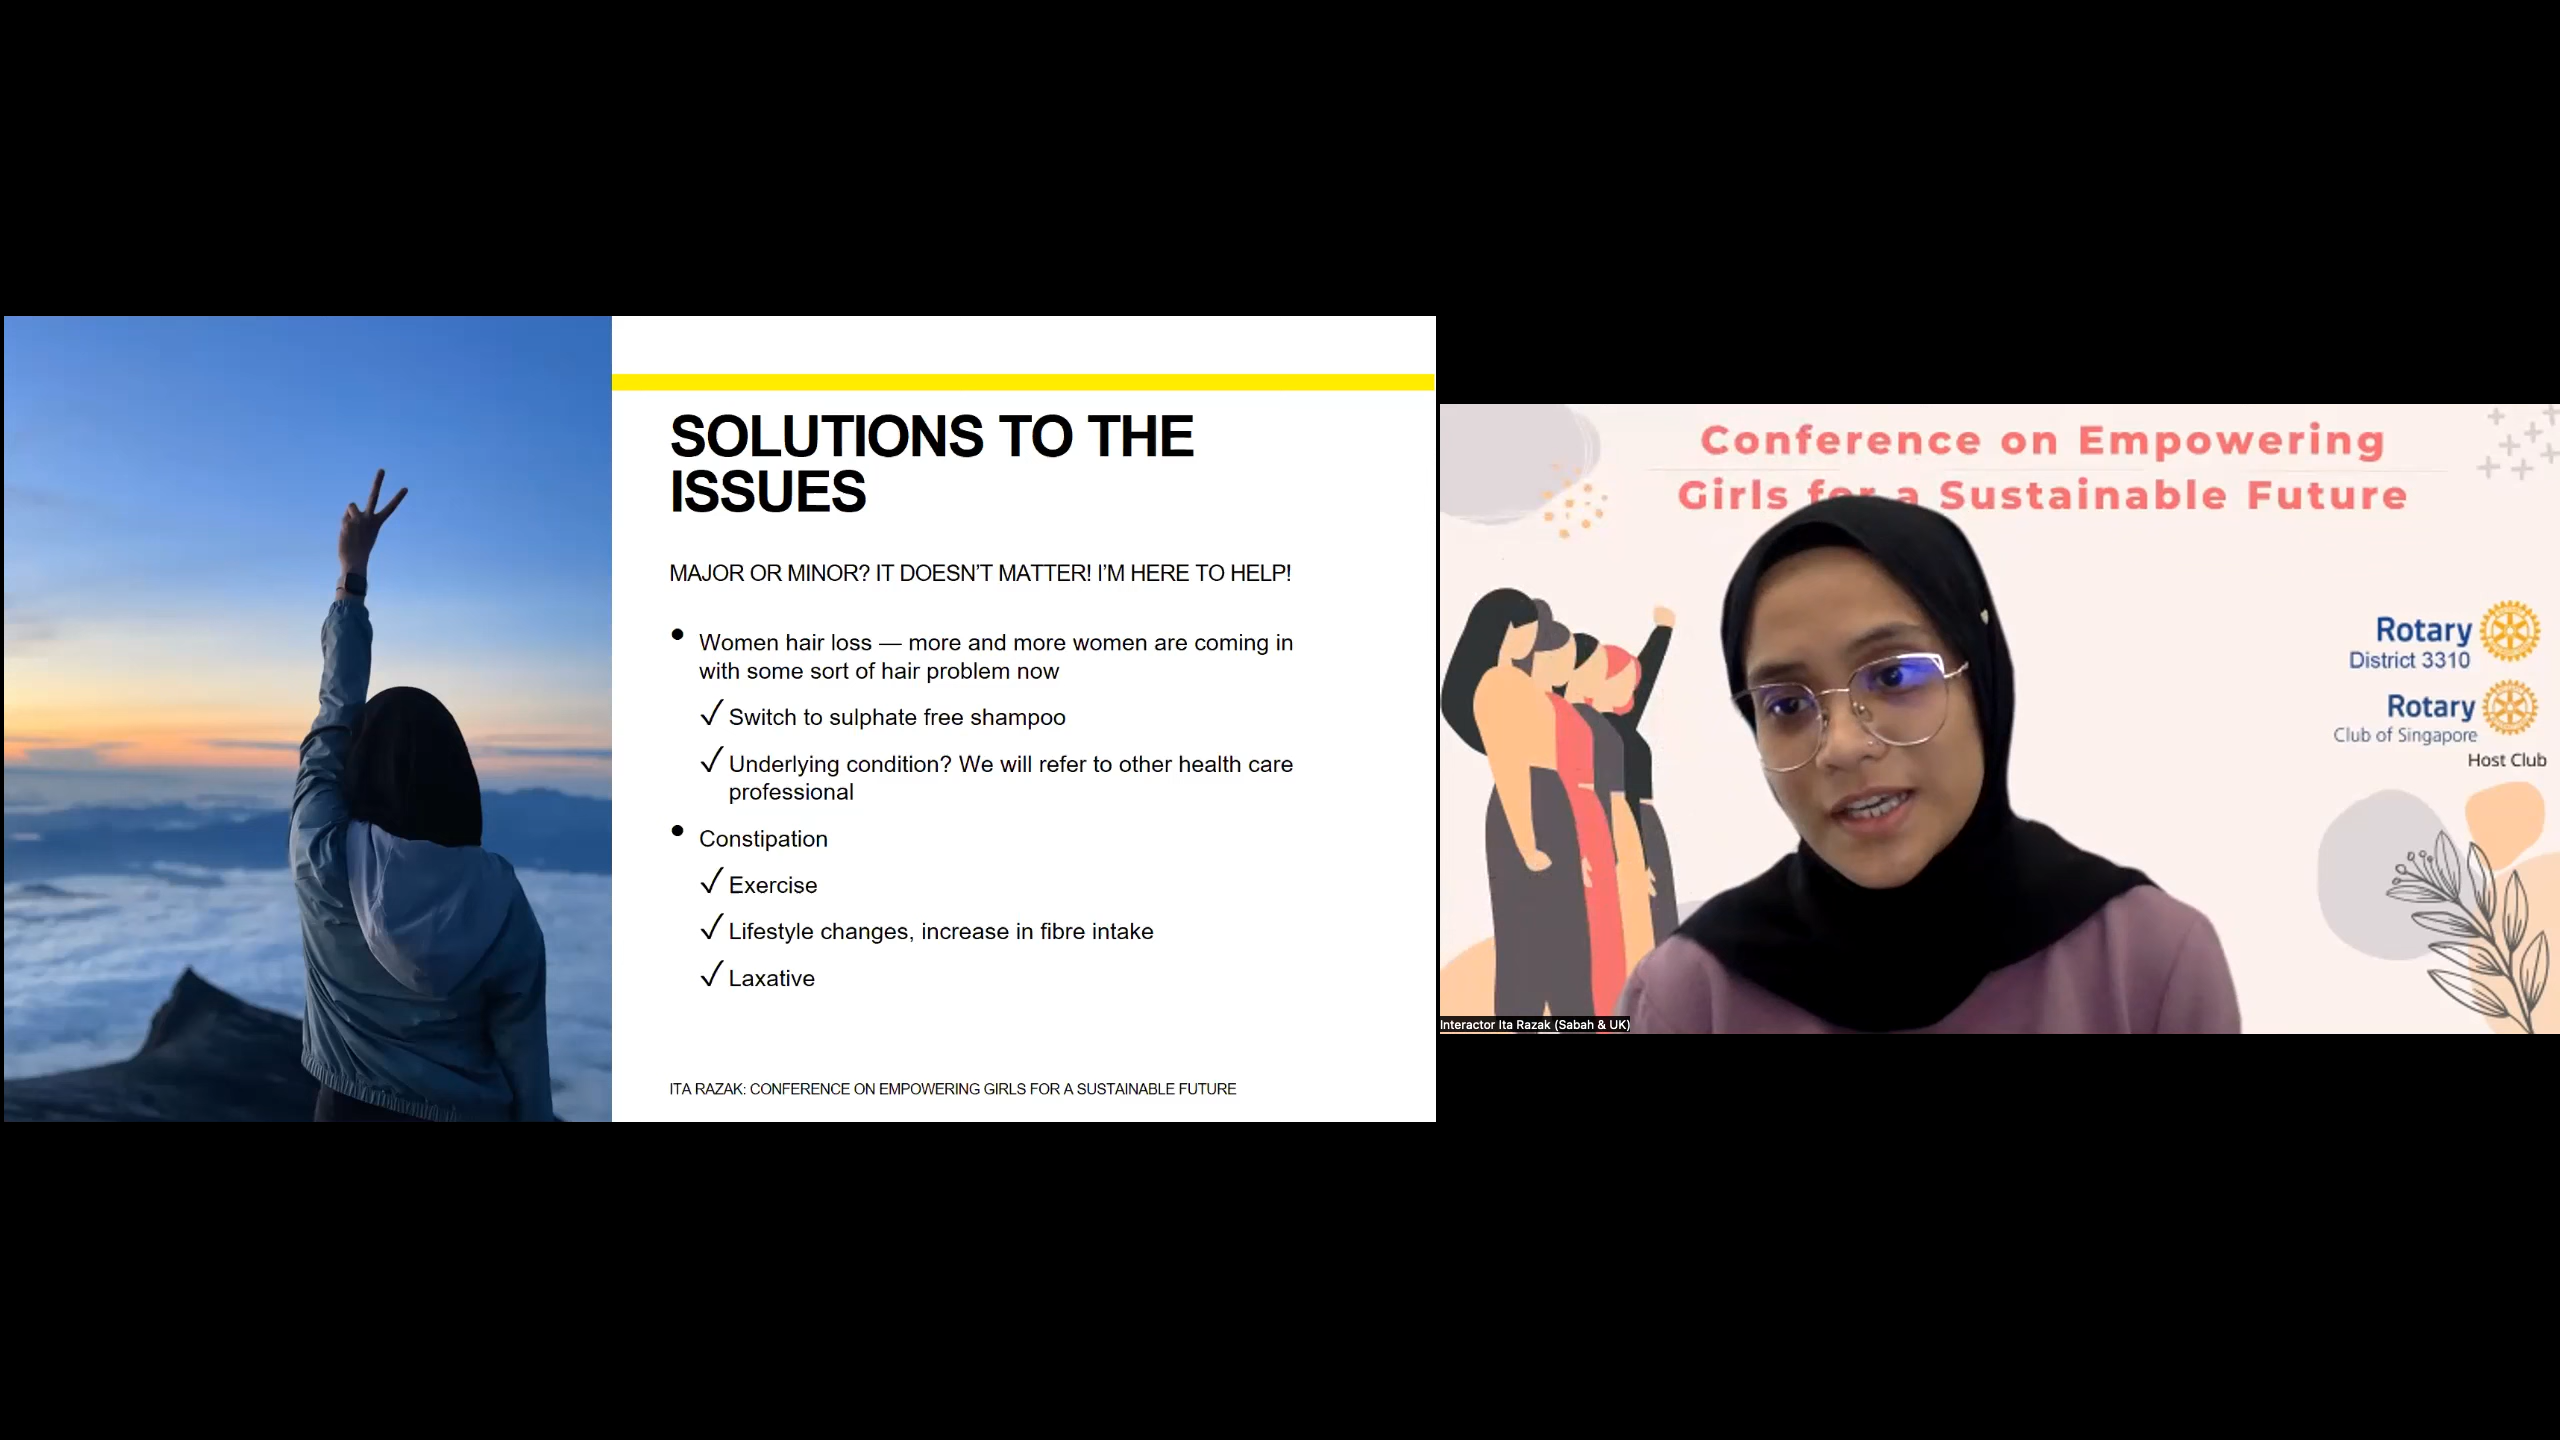 SOLUTIONS TO THE
ISSUES
MAJOR OR MINOR? IT DOESN'T MATTER! I'M HERE TO HELP!
• Women hair loss — more and more women are coming in
with some sort of hair problem now
✓ Switch to sulphate free shampoo
✓ Underlying condition? We will refer to other health care
professional
• Constipation
✓ Exercise
✓ Lifestyle changes, increase in fibre intake
✓ Laxative
ITA RAZAK: CONFERENCE ON EMPOWERING GIRLS FOR A SUSTAINABLE FUTURE
Conference on Empowering
Girls for a Sustainable Future
Rotary
District 3310
Rotary
Club of Singapore
Host Club
Interactor Ita Razak (Sabah & UK)